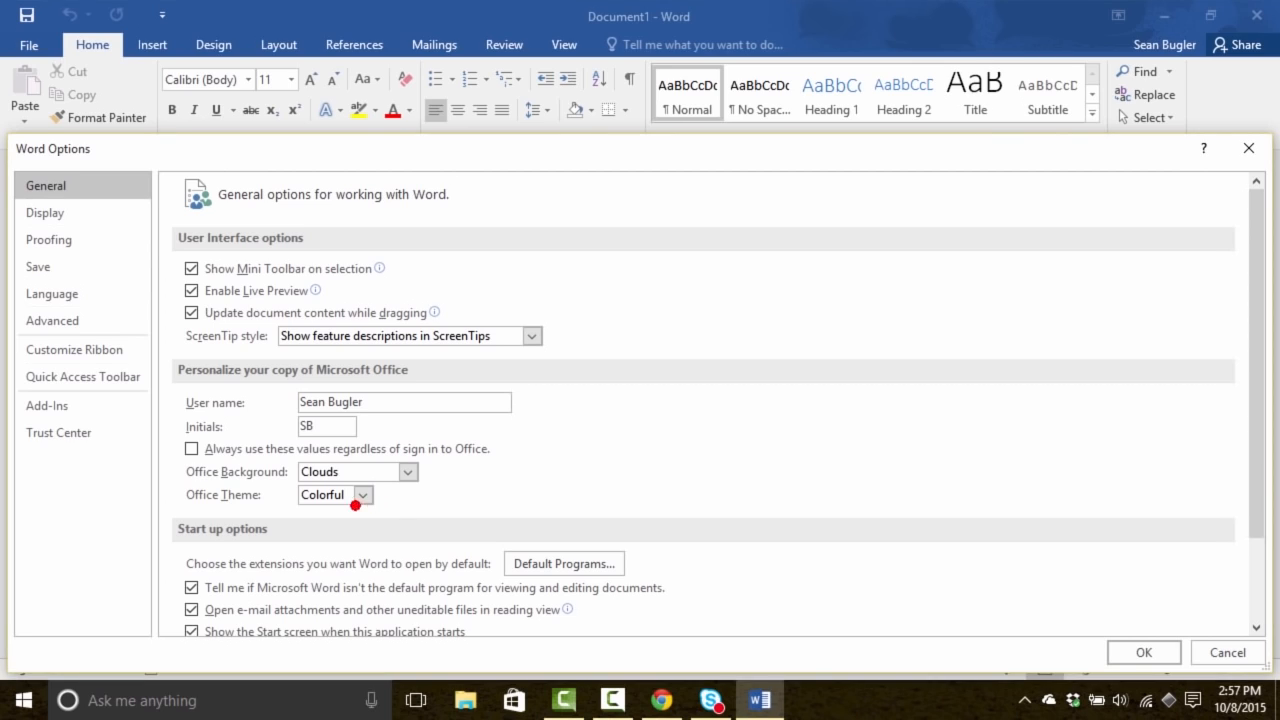 Document1 - Word
File Home Insert Design Layout References Mailings Review View Tell me what you want to do... Sean Bugler Share
Paste
Cut
Copy
Format Painter
Calibri (Body) 11 Aa
B I U abc X₂ X² A aby A
AaBbCcDc AaBbCcDc AaBbCc AaBbCcD AaB AaBbCcD
¶ Normal ¶ No Spac... Heading 1 Heading 2 Title Subtitle
Find
Replace
Select
Word Options ?
General
Display
Proofing
Save
Language
Advanced
Customize Ribbon
Quick Access Toolbar
Add-Ins
Trust Center
General options for working with Word.
User Interface options
Show Mini Toolbar on selection
Enable Live Preview
Update document content while dragging
ScreenTip style: Show feature descriptions in ScreenTips
Personalize your copy of Microsoft Office
User name: Sean Bugler
Initials: SB
Always use these values regardless of sign in to Office.
Office Background: Clouds
Office Theme: Colorful
Start up options
Choose the extensions you want Word to open by default: Default Programs...
Tell me if Microsoft Word isn't the default program for viewing and editing documents.
Open e-mail attachments and other uneditable files in reading view
Show the Start screen when this application starts
OK Cancel
Ask me anything
2:57 PM
10/8/2015